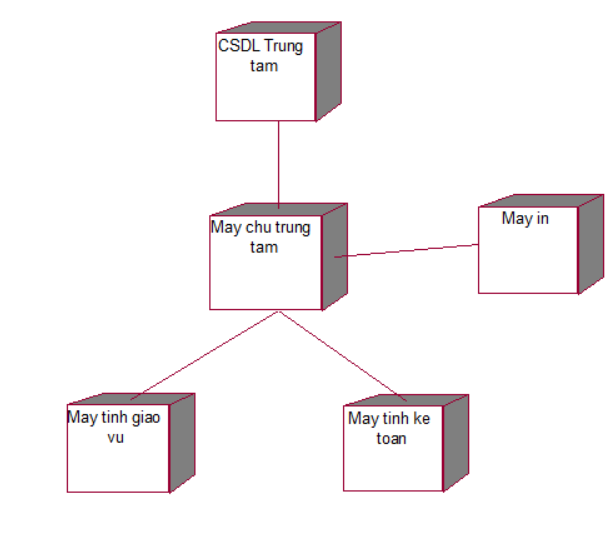 CSDL Trung
tam
May chu trung
tam
May in
May tinh giao
vu
May tinh ke
toan